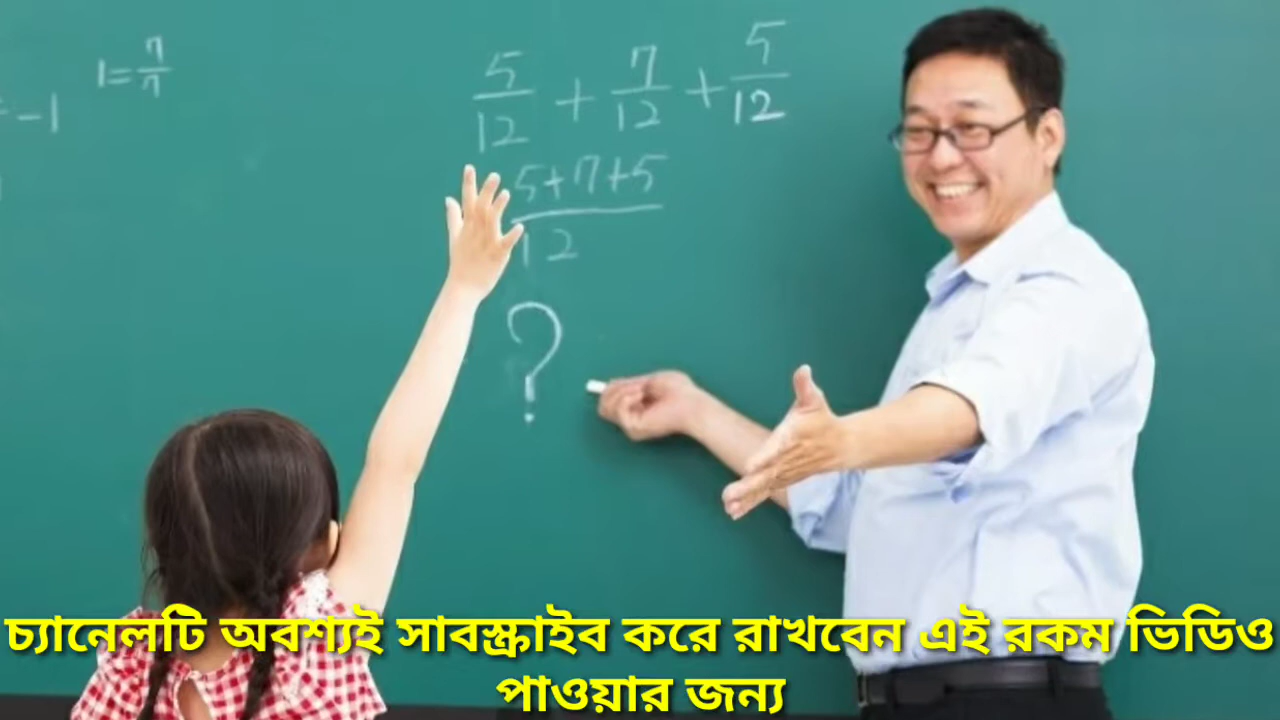 1=7/7
-1
5/12 + 7/12 + 5/12
5+7+5
12
?
চ্যানেলটি অবশ্যই সাবস্ক্রাইব করে রাখবেন এই রকম ভিডিও
পাওয়ার জন্য